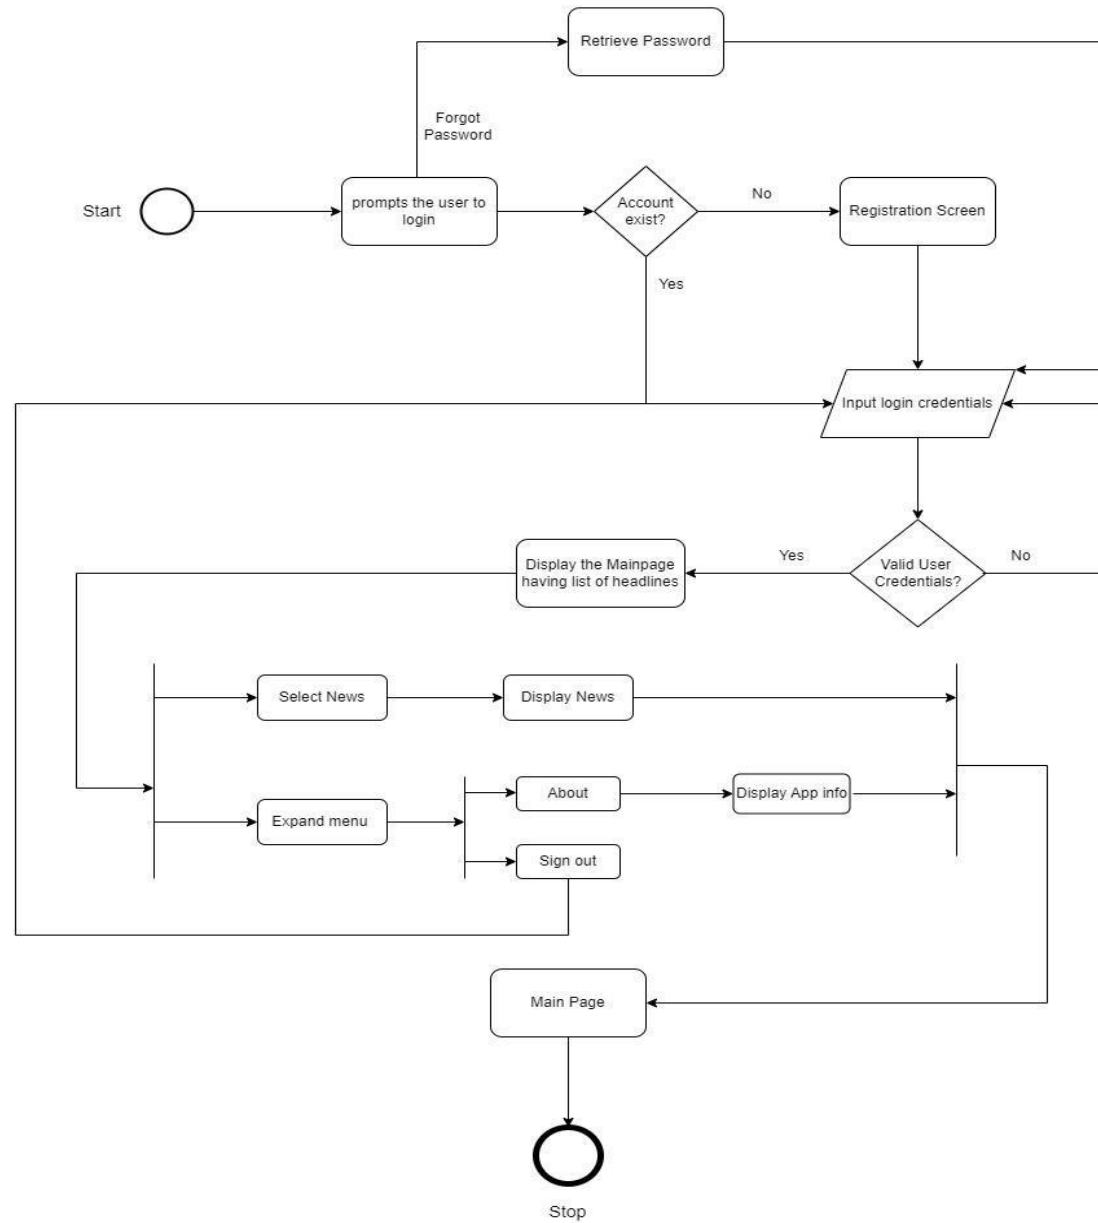 Retrieve Password
Forgot
Password
Start
prompts the user to
login
Account
exist?
No
Registration Screen
Yes
Input login credentials
Display the Mainpage
having list of headlines
Yes
Valid User
Credentials?
No
Select News
Display News
Expand menu
About
Display App info
Sign out
Main Page
Stop